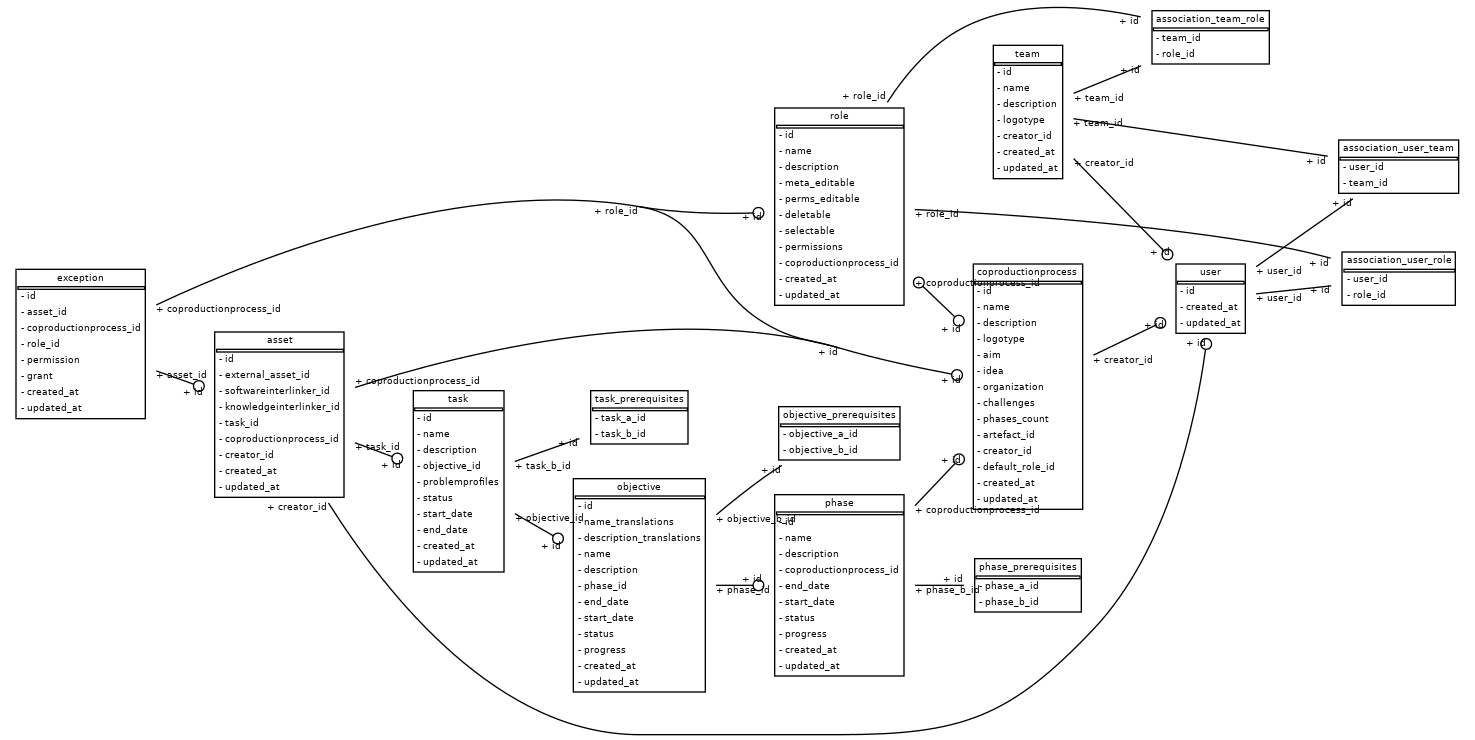 association_team_role
- team_id
- role_id
team
- id
- name
- description
- logotype
- creator_id
- created_at
- updated_at
+ id
+ id
+ team_id
+ team_id
+ id
+ creator_id
+ id
association_user_team
- user_id
- team_id
+ id
+ role_id
role
- id
- name
- description
- meta_editable
- perms_editable
- deletable
- selectable
- permissions
- coproductionprocess_id
- created_at
- updated_at
+ role_id
+ id
+ role_id
+ id
association_user_role
- user_id
- role_id
+ user_id
+ user_id
+ id
user
- id
- created_at
- updated_at
+ id
+ id
+ creator_id
coproductionprocess
- id
- name
- description
- logotype
- aim
- idea
- organization
- challenges
- phases_count
- artefact_id
- creator_id
- default_role_id
- created_at
- updated_at
+ coproductionprocess_id
+ id
+ id
+ id
+ id
+ coproductionprocess_id
exception
- id
- asset_id
- coproductionprocess_id
- role_id
- permission
- grant
- created_at
- updated_at
+ coproductionprocess_id
+ asset_id
+ id
asset
- id
- external_asset_id
- softwareinterlinker_id
- knowledgeinterlinker_id
- task_id
- coproductionprocess_id
- creator_id
- created_at
- updated_at
+ creator_id
+ coproductionprocess_id
+ task_id
+ id
task
- id
- name
- description
- objective_id
- problemprofiles
- status
- start_date
- end_date
- created_at
- updated_at
+ task_b_id
+ id
task_prerequisites
- task_a_id
- task_b_id
+ objective_id
+ id
objective
- id
- name_translations
- description_translations
- name
- description
- phase_id
- end_date
- start_date
- status
- progress
- created_at
- updated_at
+ objective_b_id
+ id
objective_prerequisites
- objective_a_id
- objective_b_id
+ phase_id
+ id
phase
- id
- name
- description
- coproductionprocess_id
- end_date
- start_date
- status
- progress
- created_at
- updated_at
+ phase_b_id
+ id
phase_prerequisites
- phase_a_id
- phase_b_id